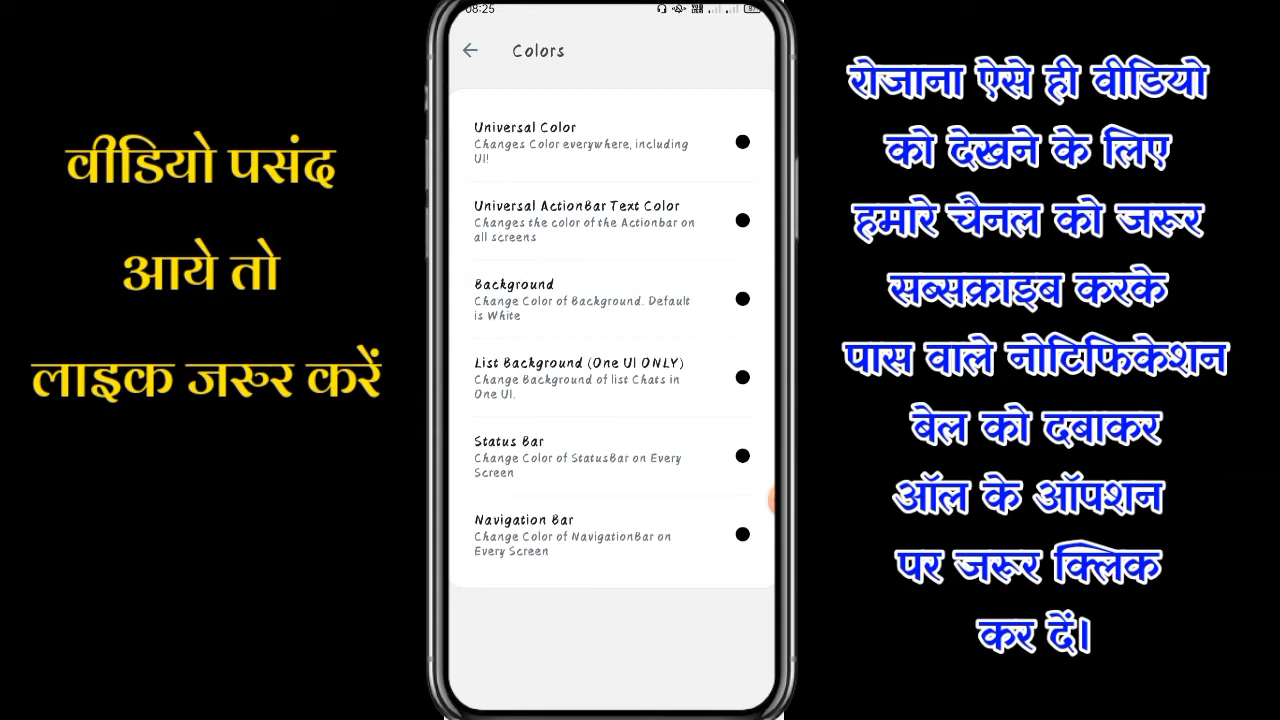 वीडियो पसंद
आये तो
लाइक जरूर करें
08:25
Colors
Universal Color
Changes Color everywhere, including
UI!
Universal ActionBar Text Color
Changes the color of the Actionbar on
all screens
Background
Change Color of Background. Default
is White
List Background (One UI ONLY)
Change Background of list Chats in
One UI.
Status Bar
Change Color of StatusBar on Every
Screen
Navigation Bar
Change Color of NavigationBar on
Every Screen
रोजाना ऐसे ही वीडियो
को देखने के लिए
हमारे चैनल को जरूर
सब्सक्राइब करके
पास वाले नोटिफिकेशन
बेल को दबाकर
ऑल के ऑपशन
पर जरूर क्लिक
कर दें।